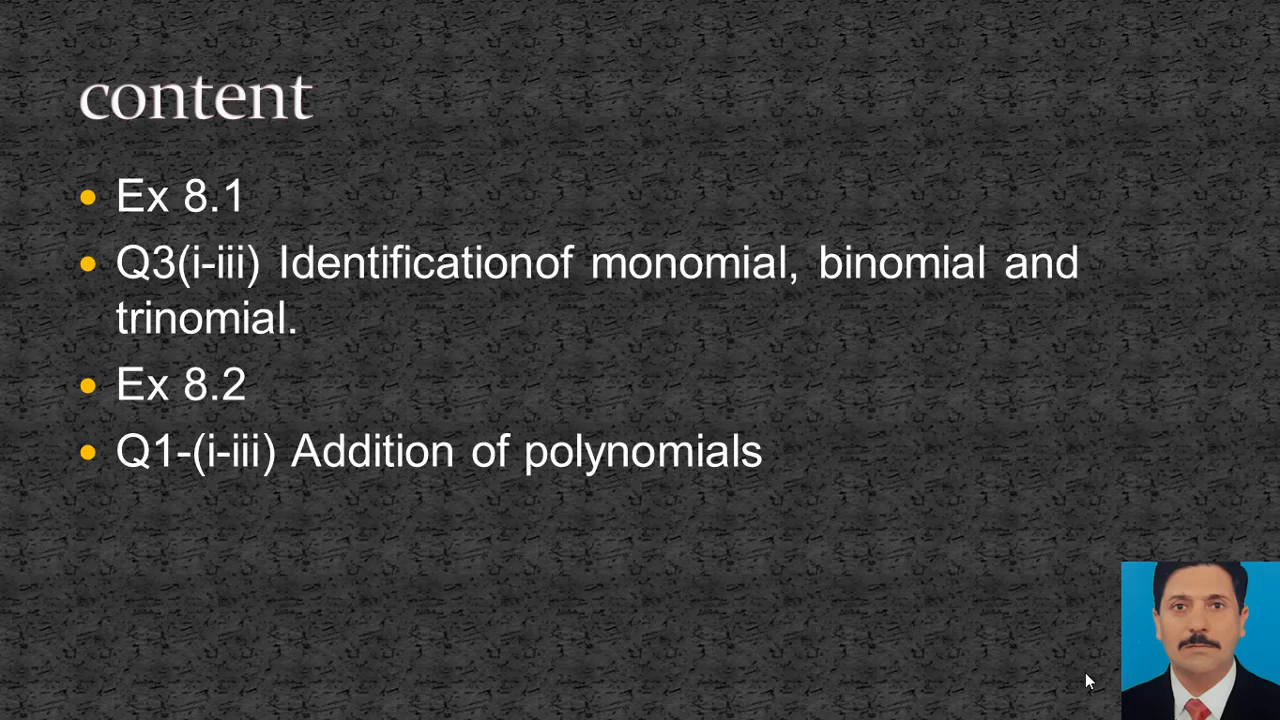 content
Ex 8.1
Q3(i-iii) Identificationof monomial, binomial and
trinomial.
Ex 8.2
Q1-(i-iii) Addition of polynomials